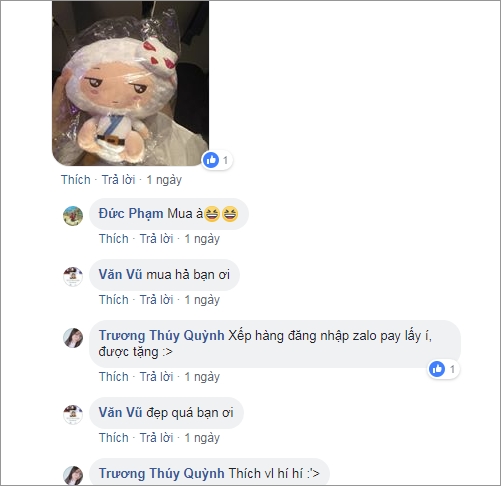 1
Thích · Trả lời · 1 ngày
Đức Phạm Mua à😆😆
Thích · Trả lời · 1 ngày
Văn Vũ mua hả bạn ơi
Thích · Trả lời · 1 ngày
Trương Thúy Quỳnh Xếp hàng đăng nhập zalo pay lấy í,
được tặng :>
1
Thích · Trả lời · 1 ngày
Văn Vũ đẹp quá bạn ơi
Thích · Trả lời · 1 ngày
Trương Thúy Quỳnh Thích vl hí hí :'>